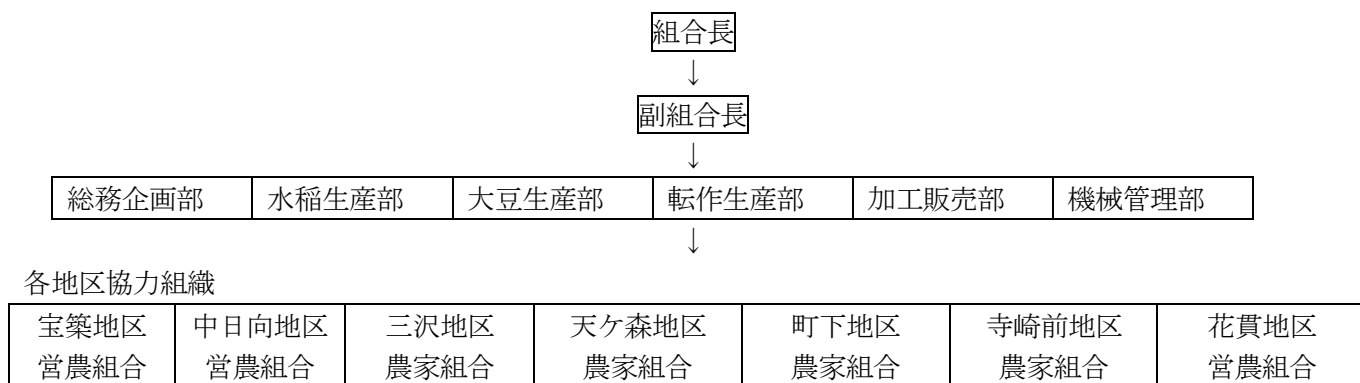 組合長
↓
副組合長
↓
総務企画部 水稲生産部 大豆生産部 転作生産部 加工販売部 機械管理部
↓
各地区協力組織
宝築地区 中日向地区 三沢地区 天ケ森地区 町下地区 寺崎前地区 花貫地区
営農組合 営農組合 農家組合 農家組合 農家組合 農家組合 営農組合